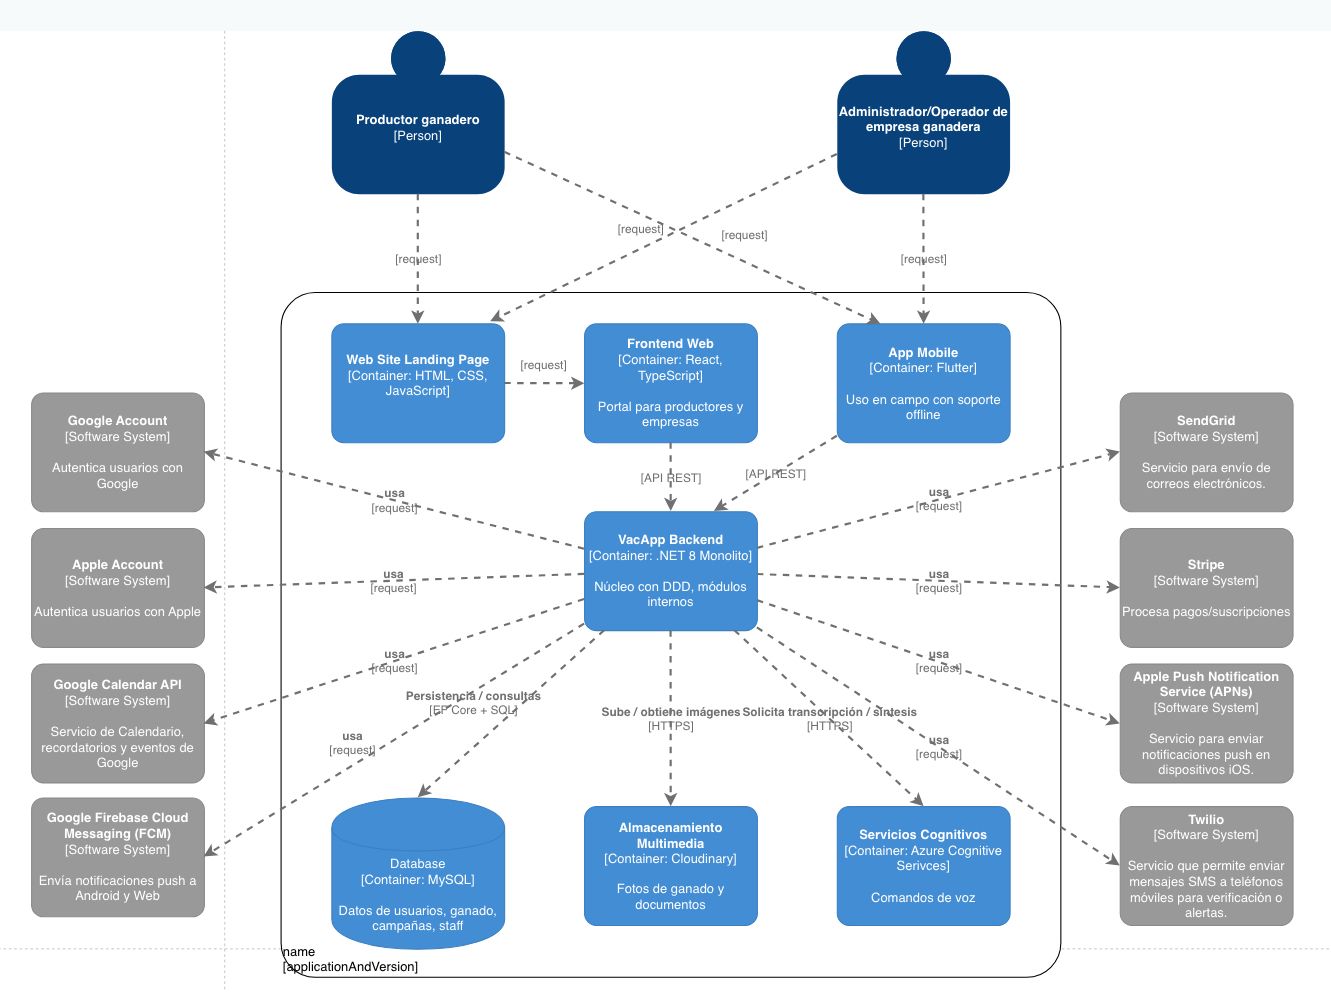 Productor ganadero
[Person]
Administrador/Operador de
empresa ganadera
[Person]
[request]
[request]
[request]
[request]
Web Site Landing Page
[Container: HTML, CSS,
JavaScript]
[request]
Frontend Web
[Container: React,
TypeScript]
Portal para productores y
empresas
App Mobile
[Container: Flutter]
Uso en campo con soporte
offline
Google Account
[Software System]
Autentica usuarios con
Google
SendGrid
[Software System]
Servicio para envío de
correos electrónicos.
[API REST]
[API REST]
usa
[request]
usa
[request]
VacApp Backend
[Container: .NET 8 Monolito]
Núcleo con DDD, módulos
internos
Apple Account
[Software System]
Autentica usuarios con Apple
usa
[request]
usa
[request]
Stripe
[Software System]
Procesa pagos/suscripciones
Google Calendar API
[Software System]
Servicio de Calendario,
recordatorios y eventos de
Google
usa
[request]
usa
[request]
Apple Push Notification
Service (APNs)
[Software System]
Servicio para enviar
notificaciones push en
dispositivos iOS.
Persistencia / consultas
[EF Core + SQL]
usa
[request]
Sube / obtiene imágenes
[HTTPS]
Solicita transcripción / síntesis
[HTTPS]
usa
[request]
Google Firebase Cloud
Messaging (FCM)
[Software System]
Envía notificaciones push a
Android y Web
Database
[Container: MySQL]
Datos de usuarios, ganado,
campañas, staff
Almacenamiento
Multimedia
[Container: Cloudinary]
Fotos de ganado y
documentos
Servicios Cognitivos
[Container: Azure Cognitive
Serivces]
Comandos de voz
Twilio
[Software System]
Servicio que permite enviar
mensajes SMS a teléfonos
móviles para verificación o
alertas.
name
[applicationAndVersion]